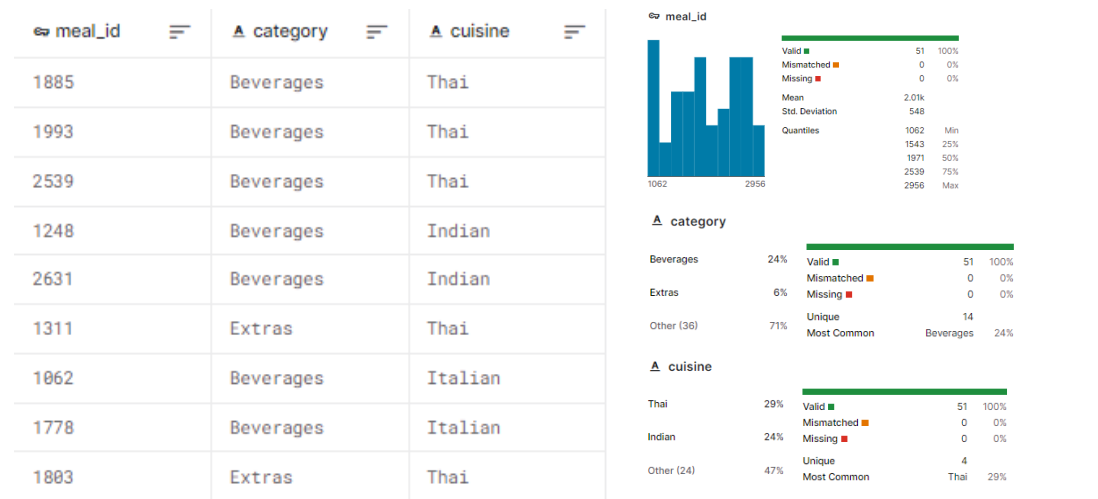 meal_id category cuisine
1885 Beverages Thai
1993 Beverages Thai
2539 Beverages Thai
1248 Beverages Indian
2631 Beverages Indian
1311 Extras Thai
1062 Beverages Italian
1778 Beverages Italian
1803 Extras Thai
meal_id
1062 2956
Valid 51 100%
Mismatched 0 0%
Missing 0 0%
Mean 2.01k
Std. Deviation 548
Quantiles 1062 Min
1543 25%
1971 50%
2539 75%
2956 Max
A category
Beverages 24%
Extras 6%
Other (36) 71%
Valid 51 100%
Mismatched 0 0%
Missing 0 0%
Unique 14
Most Common Beverages 24%
A cuisine
Thai 29%
Indian 24%
Other (24) 47%
Valid 51 100%
Mismatched 0 0%
Missing 0 0%
Unique 4
Most Common Thai 29%